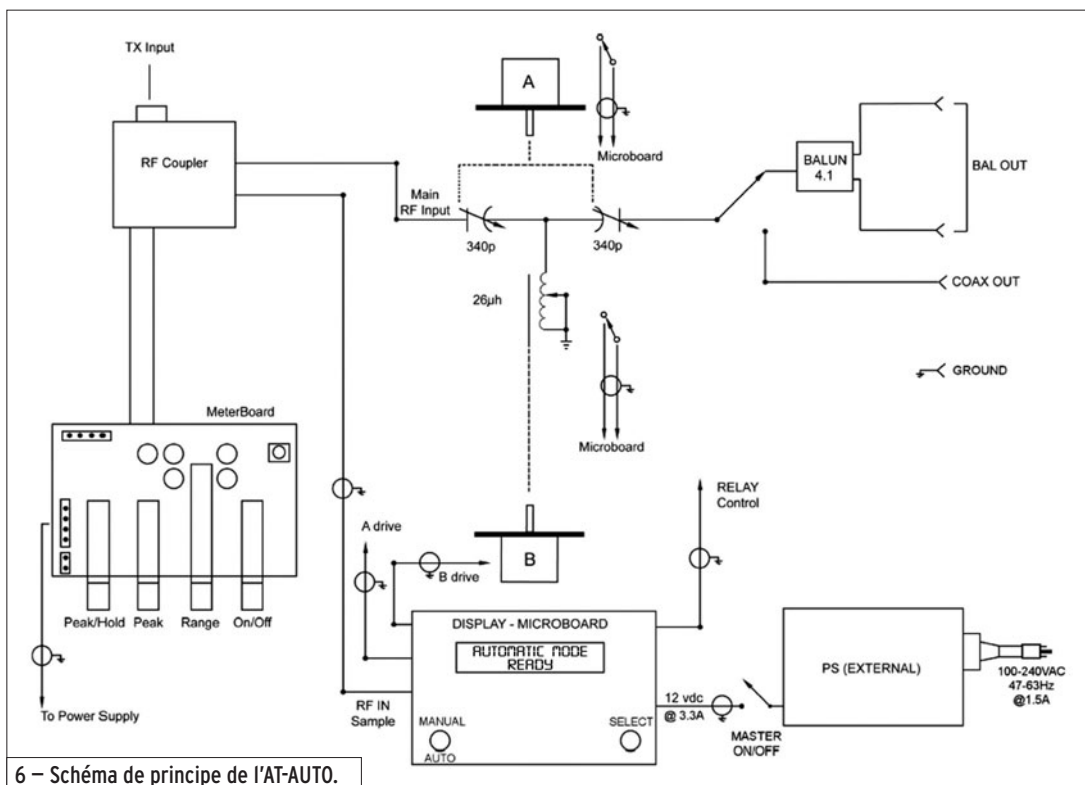 TX Input
RF Coupler
A
Microboard
Main
RF Input
340p
340p
BALUN
4.1
BAL OUT
COAX OUT
26µh
GROUND
Microboard
MeterBoard
RELAY
Control
A drive
B drive
B
Peak/Hold
Peak
Range
On/Off
DISPLAY - MICROBOARD
AUTOMATIC MODE
READY
PS (EXTERNAL)
100-240VAC
47-63Hz
@1.5A
12 vdc
@ 3.3A
RF IN
Sample
MANUAL
AUTO
SELECT
MASTER
ON/OFF
To Power Supply
6 – Schéma de principe de l'AT-AUTO.